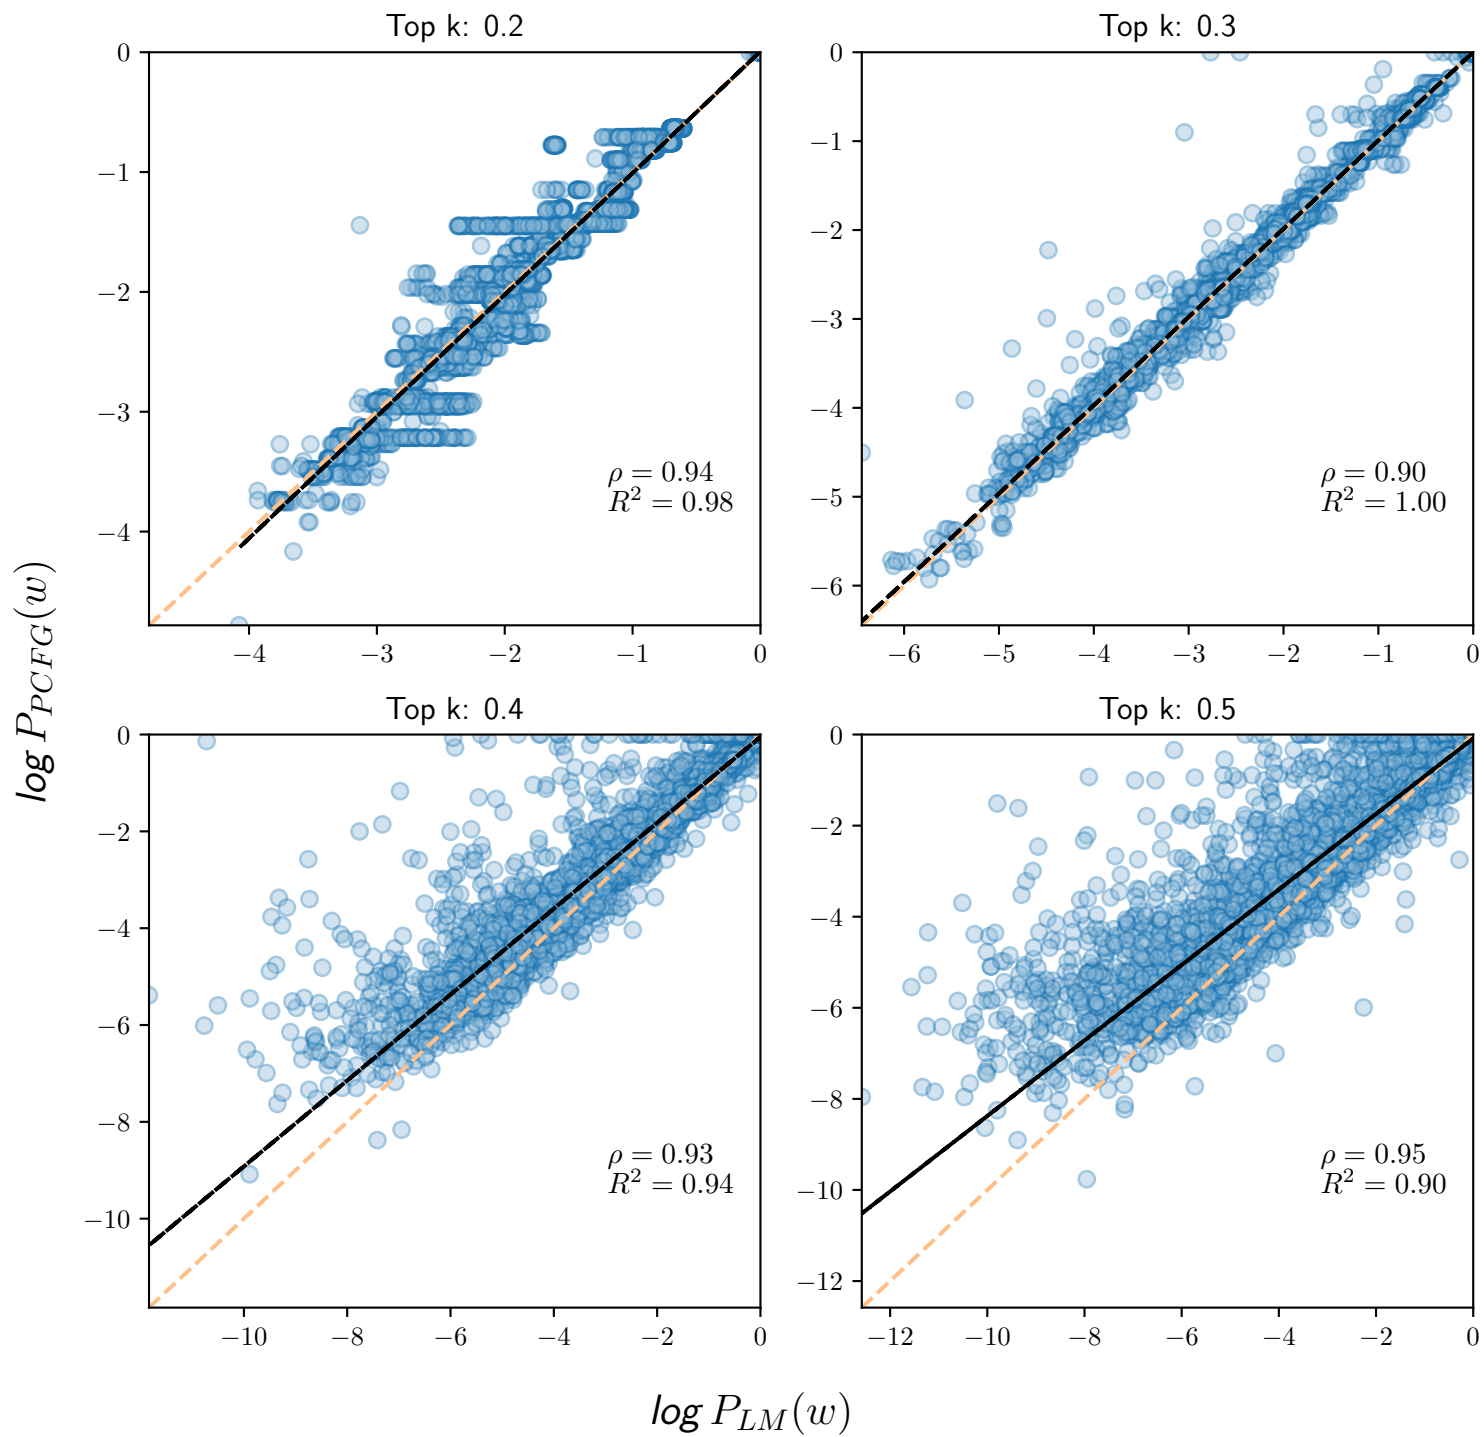 Top k: 0.2
0
−1
−2
−3
−4
−4 −3 −2 −1 0
ρ = 0.94
R² = 0.98
Top k: 0.3
0
−1
−2
−3
−4
−5
−6
−6 −5 −4 −3 −2 −1 0
ρ = 0.90
R² = 1.00
Top k: 0.4
0
−2
−4
−6
−8
−10
−10 −8 −6 −4 −2 0
ρ = 0.93
R² = 0.94
Top k: 0.5
0
−2
−4
−6
−8
−10
−12
−12 −10 −8 −6 −4 −2 0
ρ = 0.95
R² = 0.90
log P_{PCFG}(w)
log P_{LM}(w)